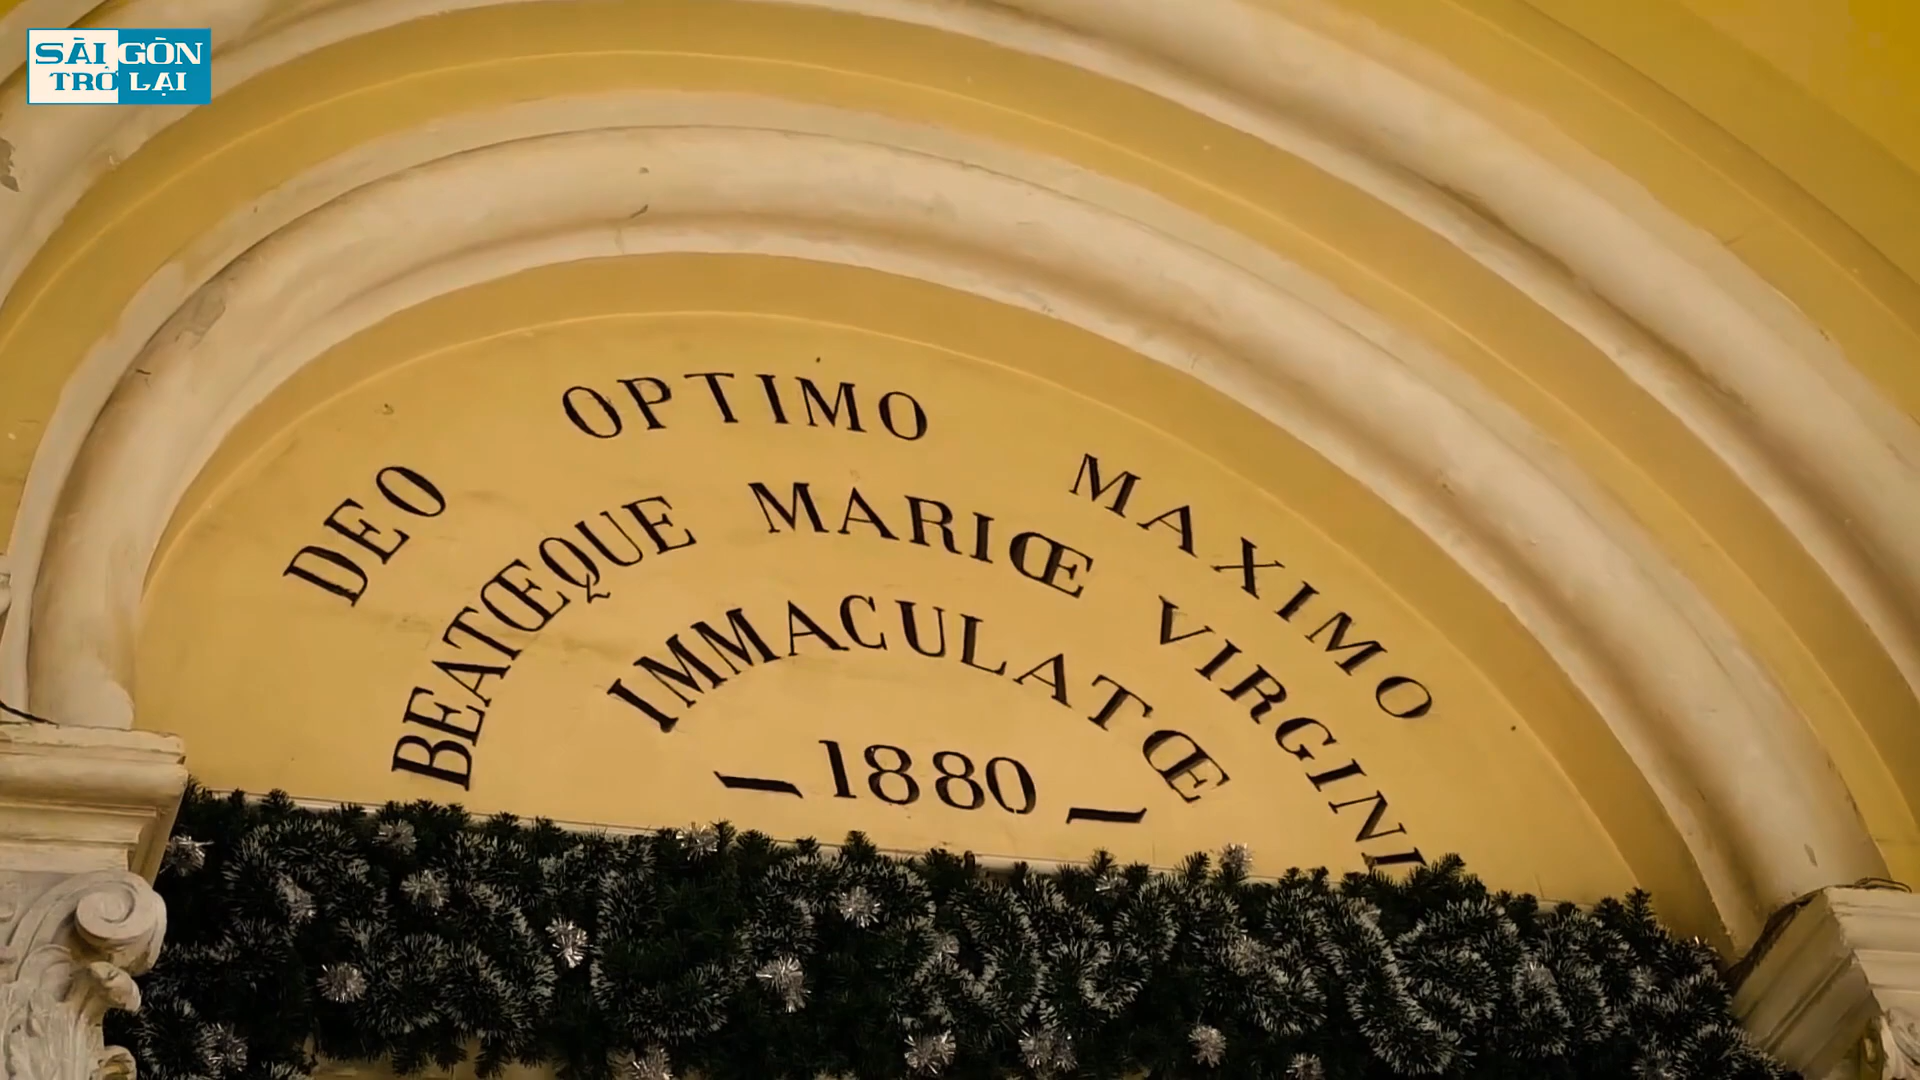 SÀI GÒN
TRỞ LẠI
DEO OPTIMO MAXIMO
BEATŒQUE MARIŒ VIRGINI
IMMACULATŒ
– 1880 –